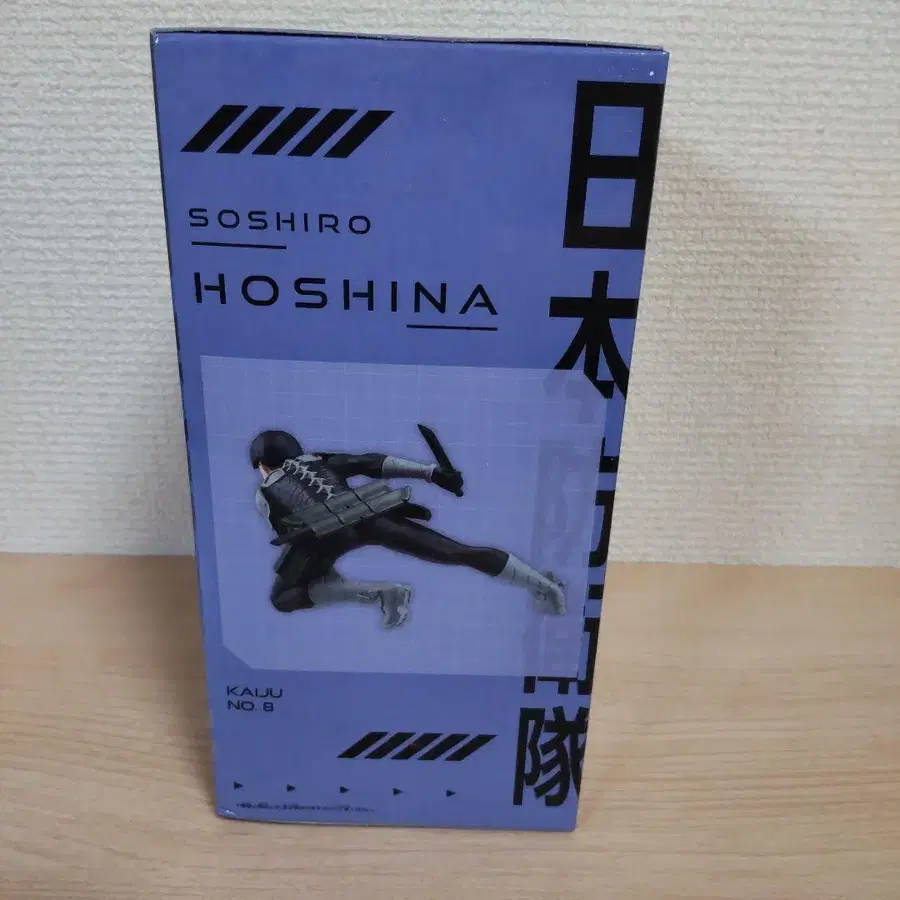 SOSHIRO
HOSHINA
KAIJU
NO. 8
日本防衛隊